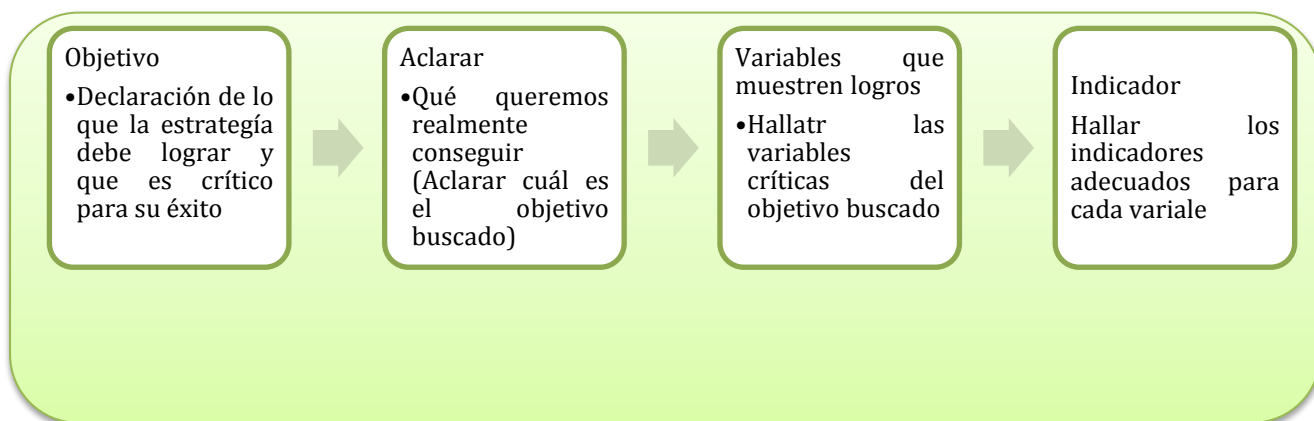 Objetivo
•Declaración de lo
que la estrategía
debe lograr y
que es crítico
para su éxito
Aclarar
•Qué queremos
realmente
conseguir
(Aclarar cuál es
el objetivo
buscado)
Variables que
muestren logros
•Hallatr las
variables
críticas del
objetivo buscado
Indicador
Hallar los
indicadores
adecuados para
cada variale